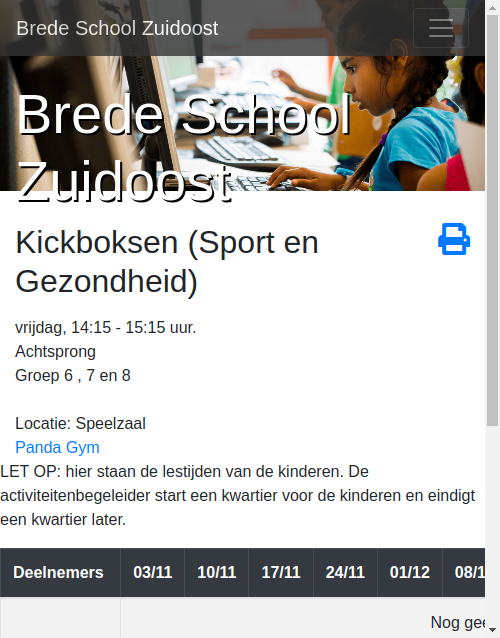 Brede School Zuidoost
Brede School
Zuidoost
Kickboksen (Sport en
Gezondheid)
vrijdag, 14:15 - 15:15 uur.
Achtsprong
Groep 6 , 7 en 8
Locatie: Speelzaal
Panda Gym
LET OP: hier staan de lestijden van de kinderen. De
activiteitenbegeleider start een kwartier voor de kinderen en eindigt
een kwartier later.
Deelnemers 03/11 10/11 17/11 24/11 01/12 08/1
Nog gee